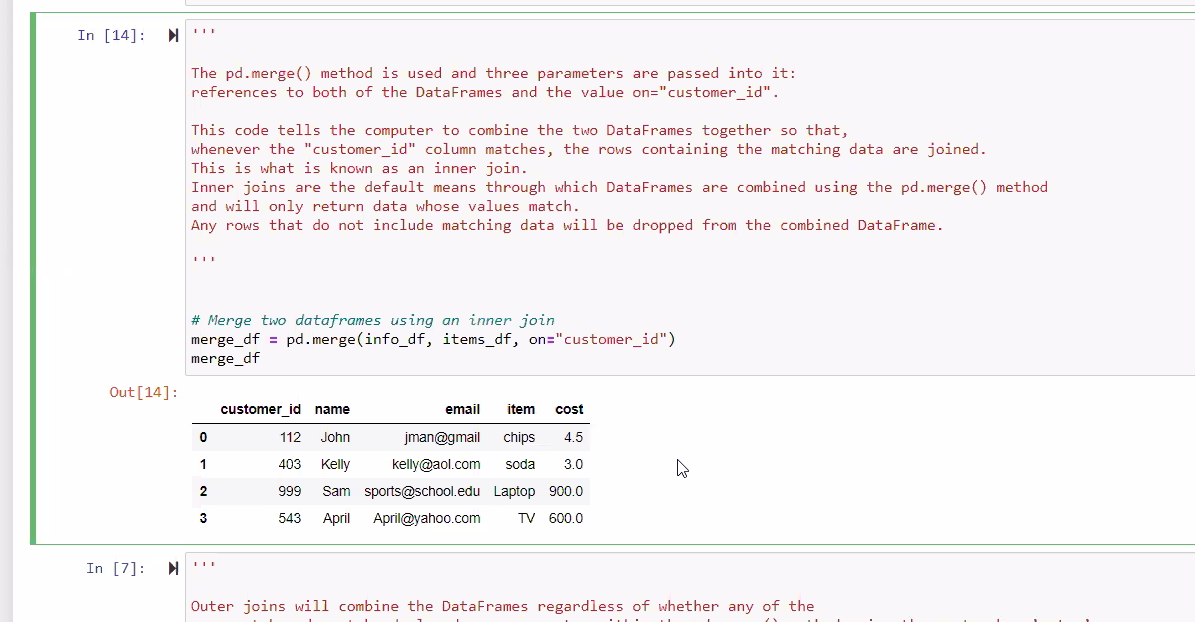 In [14]:
'''
The pd.merge() method is used and three parameters are passed into it:
references to both of the DataFrames and the value on="customer_id".
This code tells the computer to combine the two DataFrames together so that,
whenever the "customer_id" column matches, the rows containing the matching data are joined.
This is what is known as an inner join.
Inner joins are the default means through which DataFrames are combined using the pd.merge() method
and will only return data whose values match.
Any rows that do not include matching data will be dropped from the combined DataFrame.
'''
# Merge two dataframes using an inner join
merge_df = pd.merge(info_df, items_df, on="customer_id")
merge_df
Out[14]:
customer_id name email item cost
0 112 John jman@gmail chips 4.5
1 403 Kelly kelly@aol.com soda 3.0
2 999 Sam sports@school.edu Laptop 900.0
3 543 April April@yahoo.com TV 600.0
In [7]:
'''
Outer joins will combine the DataFrames regardless of whether any of the